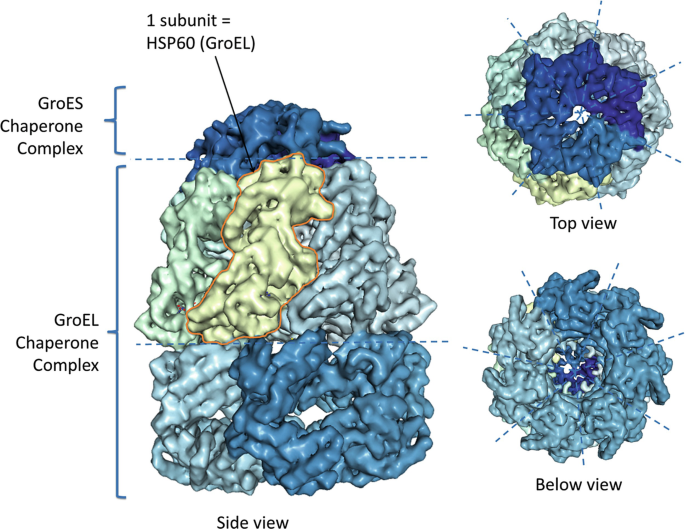 1 subunit =
HSP60 (GroEL)
GroES
Chaperone
Complex
GroEL
Chaperone
Complex
Side view
Top view
Below view